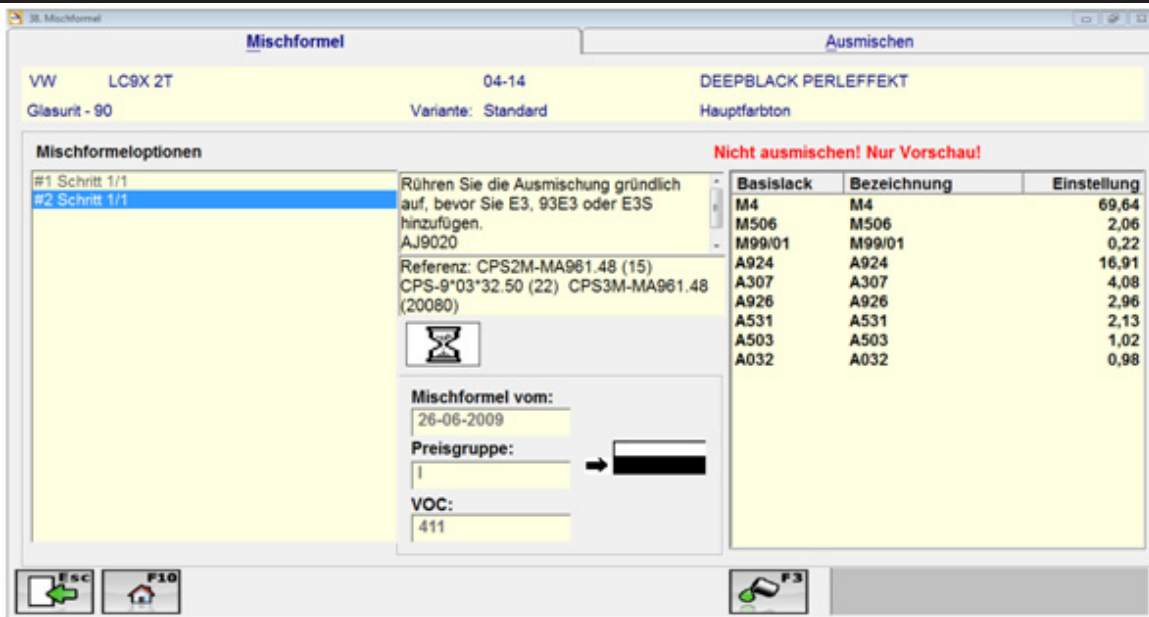 38. Mischformel
Mischformel
Ausmischen
VW LC9X 2T 04-14 DEEPBLACK PERLEFFEKT
Glasurit - 90 Variante: Standard Hauptfarbton
Mischformeloptionen
Nicht ausmischen! Nur Vorschau!
#1 Schritt 1/1
#2 Schritt 1/1
Rühren Sie die Ausmischung gründlich
auf, bevor Sie E3, 93E3 oder E3S
hinzufügen.
AJ9020
Referenz: CPS2M-MA961.48 (15)
CPS-9*03*32.50 (22) CPS3M-MA961.48
(20080)
Mischformel vom:
26-06-2009
Preisgruppe:
I
VOC:
411
Basislack Bezeichnung Einstellung
M4 M4 69,64
M506 M506 2,06
M99/01 M99/01 0,22
A924 A924 16,91
A307 A307 4,08
A926 A926 2,96
A531 A531 2,13
A503 A503 1,02
A032 A032 0,98
Esc
F10
F3